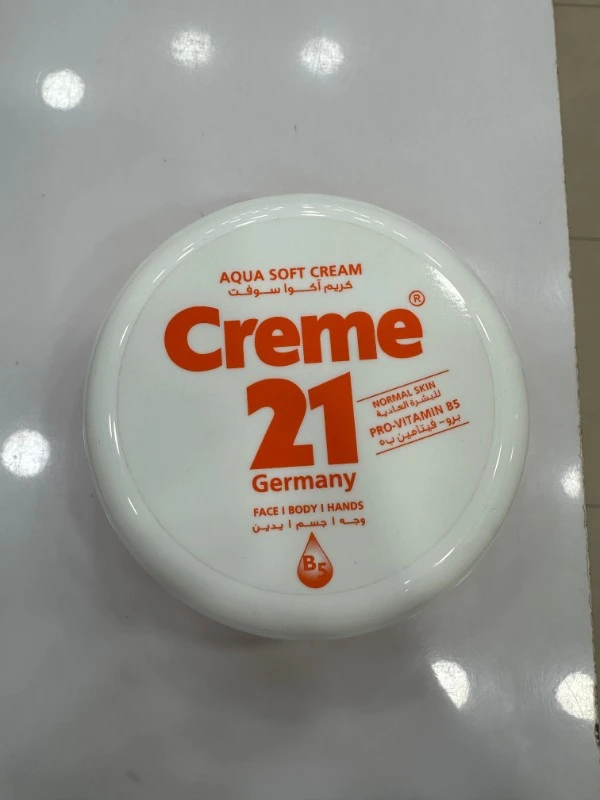 AQUA SOFT CREAM
كريم آكوا سوفت
Creme®
21
NORMAL SKIN
للبشرة العادية
PRO-VITAMIN B5
برو-فيتامين ب٥
Germany
FACE I BODY I HANDS
وجه ا جسم ا يدين
B5